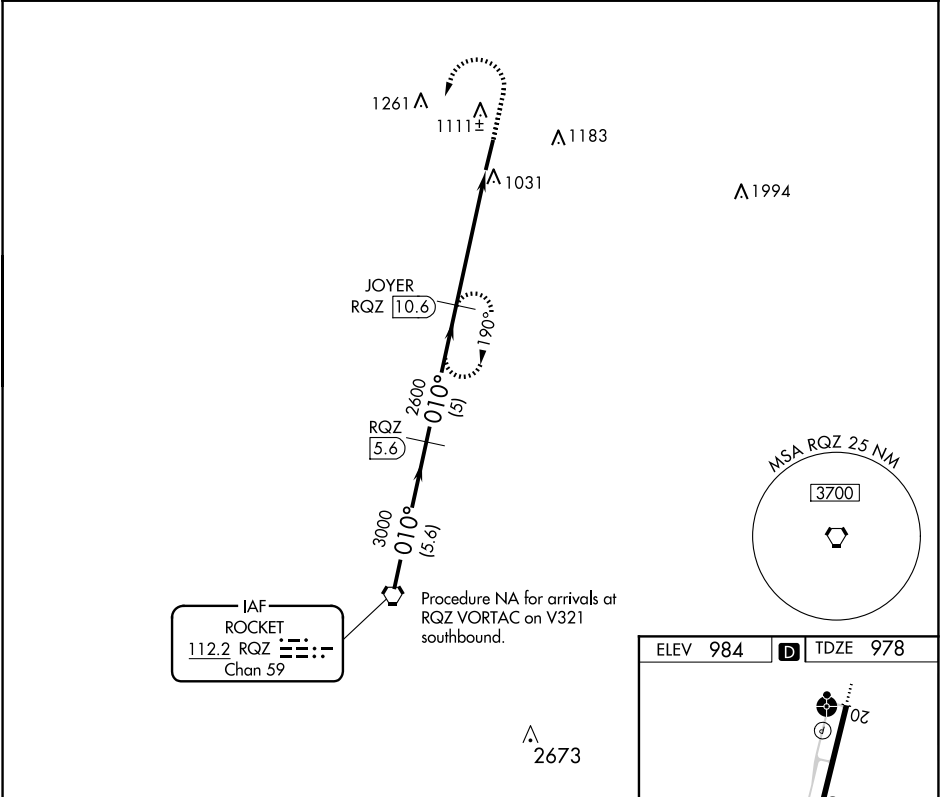 1261
1111±
1183
1031
1994
JOYER
RQZ 10.6
190°
2600
010°
(5)
RQZ
5.6
3000
010°
(5.6)
MSA RQZ 25 NM
3700
IAF
ROCKET
112.2 RQZ
Chan 59
Procedure NA for arrivals at
RQZ VORTAC on V321
southbound.
ELEV 984 D TDZE 978
20
P
2673